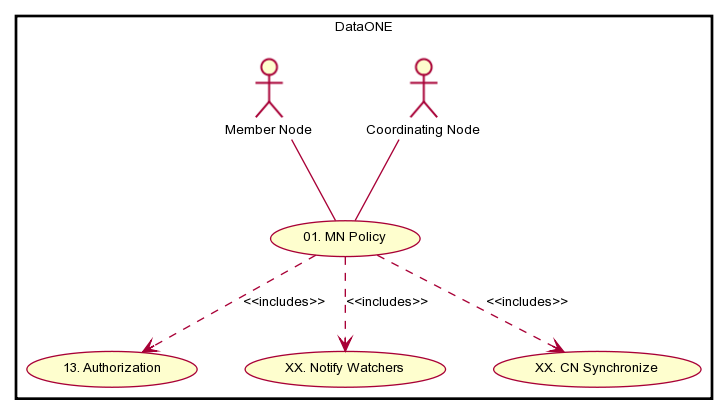 DataONE
Member Node
Coordinating Node
01. MN Policy
<<includes>>
<<includes>>
<<includes>>
13. Authorization
XX. Notify Watchers
XX. CN Synchronize